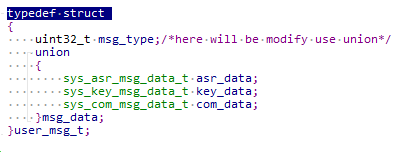 typedef struct
{
    uint32_t msg_type;/*here will be modify use union*/
    union
    {
        sys_asr_msg_data_t asr_data;
        sys_key_msg_data_t key_data;
        sys_com_msg_data_t com_data;
    }msg_data;
}user_msg_t;